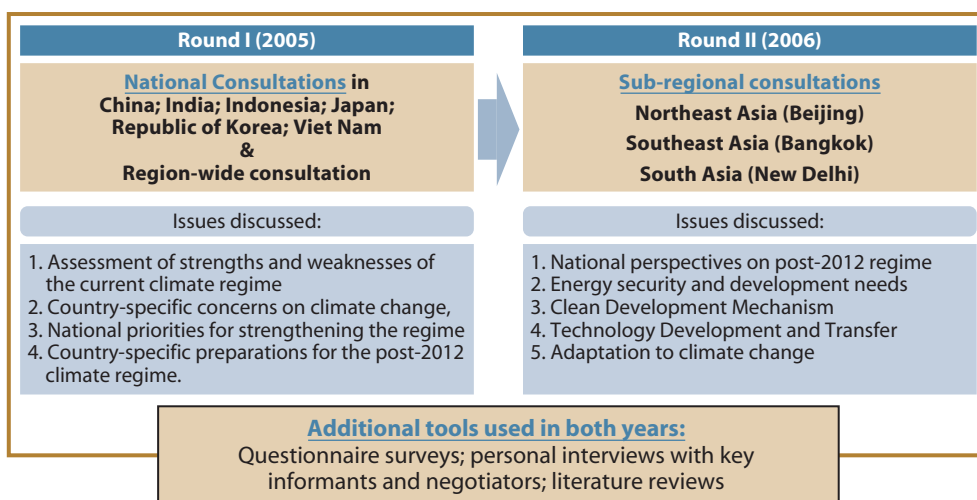 Round I (2005)
National Consultations in
China; India; Indonesia; Japan;
Republic of Korea; Viet Nam
&
Region-wide consultation
Issues discussed:
1. Assessment of strengths and weaknesses of
the current climate regime
2. Country-specific concerns on climate change,
3. National priorities for strengthening the regime
4. Country-specific preparations for the post-2012
climate regime.
Round II (2006)
Sub-regional consultations
Northeast Asia (Beijing)
Southeast Asia (Bangkok)
South Asia (New Delhi)
Issues discussed:
1. National perspectives on post-2012 regime
2. Energy security and development needs
3. Clean Development Mechanism
4. Technology Development and Transfer
5. Adaptation to climate change
Additional tools used in both years:
Questionnaire surveys; personal interviews with key
informants and negotiators; literature reviews